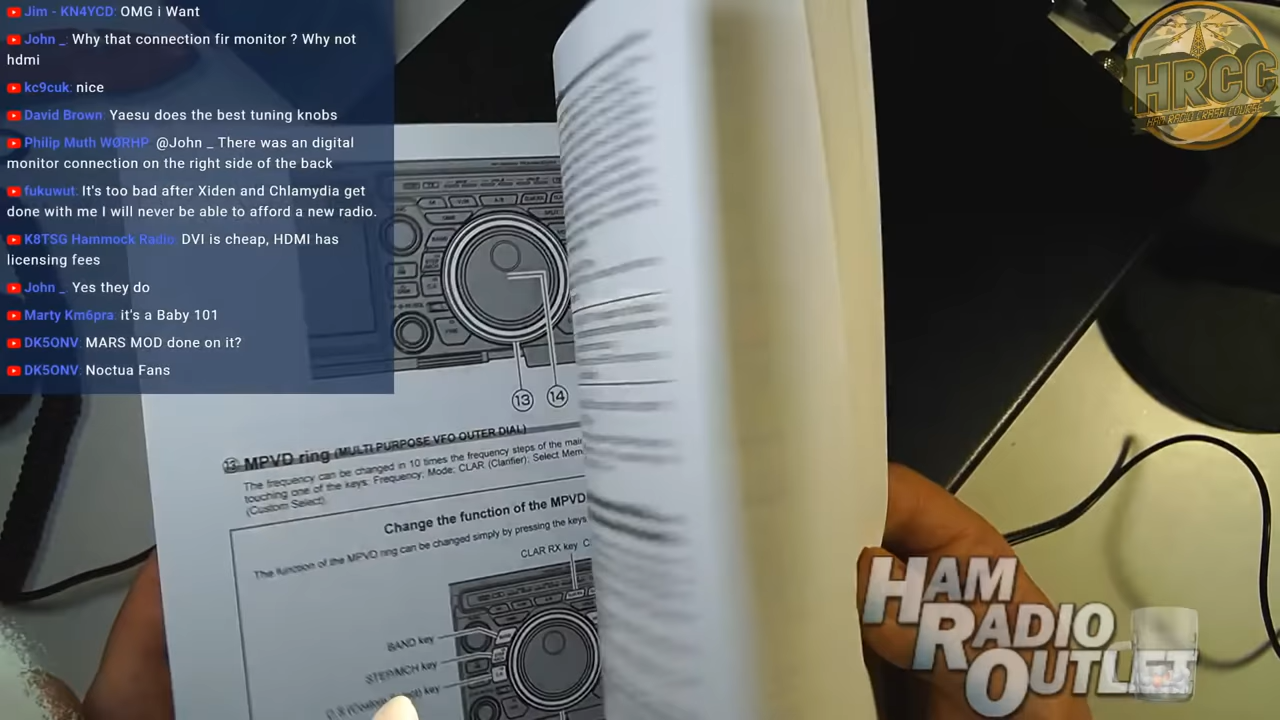 Jim - KN4YCD: OMG i Want
John _: Why that connection fir monitor ? Why not
hdmi
kc9cuk: nice
David Brown: Yaesu does the best tuning knobs
Philip Muth WØRHP: @John _ There was an digital
monitor connection on the right side of the back
fukuwut: It's too bad after Xiden and Chlamydia get
done with me I will never be able to afford a new radio.
K8TSG Hammock Radio: DVI is cheap, HDMI has
licensing fees
John _: Yes they do
Marty Km6pra: it's a Baby 101
DK5ONV: MARS MOD done on it?
DK5ONV: Noctua Fans
HRCC
HAM RADIO CRASH COURSE
⑬ ⑭
⑬ MPVD ring (MULTI PURPOSE VFO OUTER DIAL)
The frequency can be changed in 10 times the frequency steps of the mai
touching one of the keys: Frequency; Mode; CLAR (Clarifier); Select Mem
(Custom Select)
Change the function of the MPVD
The function of the MPVD ring can be changed simply by pressing the keys
CLAR RX key C
BAND key
STEP/MCH key
key
HAM
RADIO
OUTLET